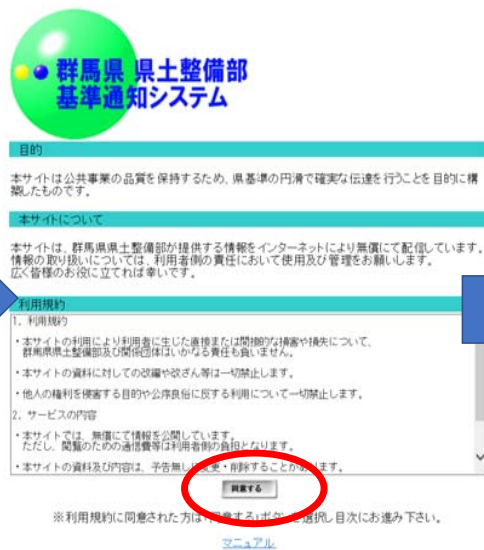 群馬県 県土整備部
基準通知システム
目的
本サイトは公共事業の品質を保持するため、県基準の円滑で確実な伝達を行うことを目的に構
築したものです。
本サイトについて
本サイトは、群馬県県土整備部が提供する情報をインターネットにより無償にて配信しています。
情報の取り扱いについては、利用者側の責任において使用及び管理をお願いします。
広く皆様のお役に立てれば幸いです。
利用規約
1. 利用規約
・本サイトの利用により利用者に生じた直接または間接的な損害や損失について、
群馬県県土整備部及び関係団体はいかなる責任も負いません。
・本サイトの資料に対しての改編や改ざん等は一切禁止します。
・他人の権利を侵害する目的や公序良俗に反する利用について一切禁止します。
2. サービスの内容
・本サイトでは、無償にて情報を公開しています。
ただし、閲覧のための通信費等は利用者側の負担となります。
・本サイトの資料及び内容は、予告無しに変更・削除することがあります。
同意する
※利用規約に同意された方は「同意する」ボタンを選択し目次にお進み下さい。
マニュアル